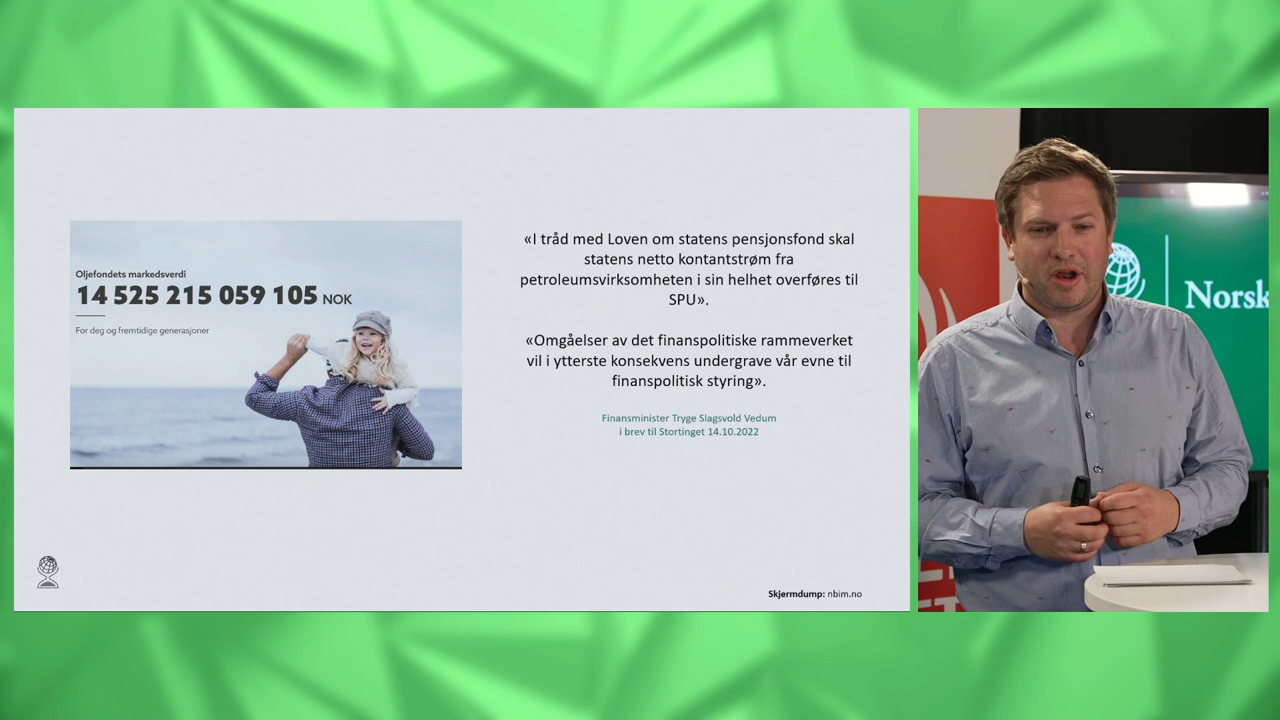 Oljefondets markedsverdi
14 525 215 059 105 NOK
For deg og fremtidige generasjoner
«I tråd med Loven om statens pensjonsfond skal
statens netto kontantstrøm fra
petroleumsvirksomheten i sin helhet overføres til
SPU».
«Omgåelser av det finanspolitiske rammeverket
vil i ytterste konsekvens undergrave vår evne til
finanspolitisk styring».
Finansminister Tryge Slagsvold Vedum
i brev til Stortinget 14.10.2022
Skjermdump: nbim.no
Norsk